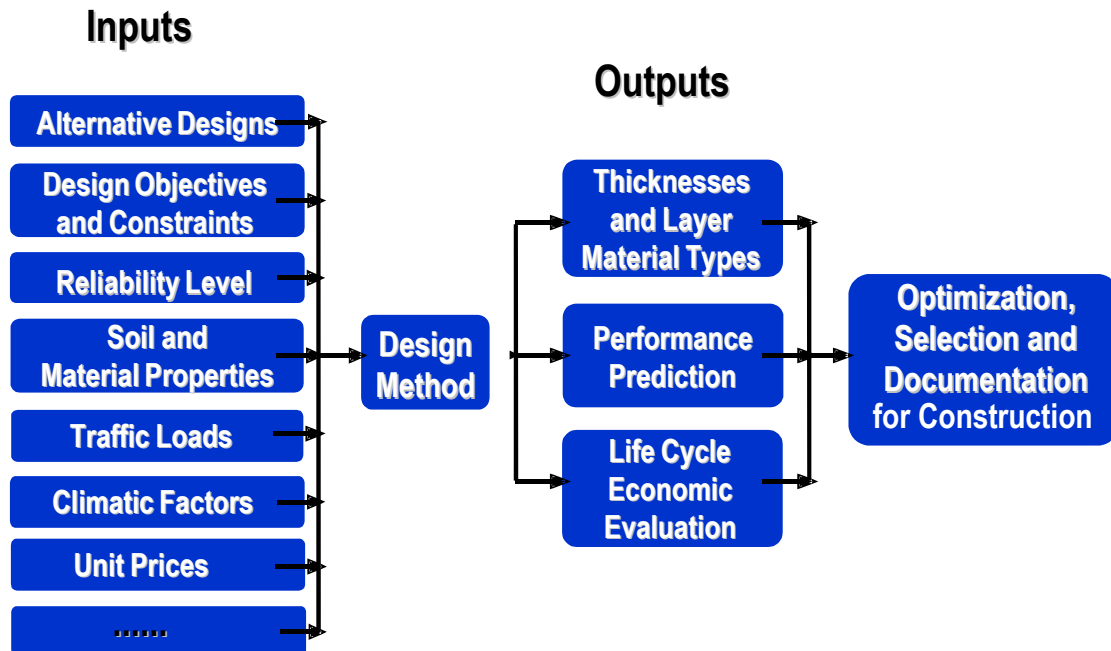 Inputs
Outputs
Alternative Designs
Design Objectives
and Constraints
Reliability Level
Soil and
Material Properties
Traffic Loads
Climatic Factors
Unit Prices
......
Design
Method
Thicknesses
and Layer
Material Types
Performance
Prediction
Life Cycle
Economic
Evaluation
Optimization,
Selection and
Documentation
for Construction